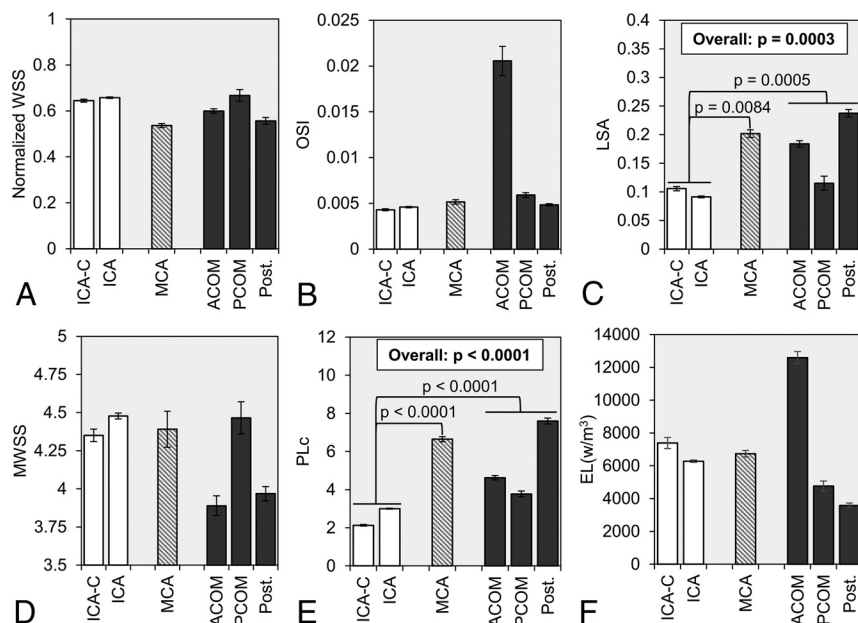 Normalized WSS
1
0.8
0.6
0.4
0.2
0
ICA-C
ICA
MCA
ACOM
PCOM
Post.
A
OSI
0.025
0.02
0.015
0.01
0.005
0
ICA-C
ICA
MCA
ACOM
PCOM
Post.
B
LSA
0.4
0.35
0.3
0.25
0.2
0.15
0.1
0.05
0
Overall: p = 0.0003
p = 0.0005
p = 0.0084
ICA-C
ICA
MCA
ACOM
PCOM
Post.
C
MWSS
5
4.75
4.5
4.25
4
3.75
3.5
ICA-C
ICA
MCA
ACOM
PCOM
Post.
D
PLc
12
10
8
6
4
2
0
Overall: p < 0.0001
p < 0.0001
p < 0.0001
ICA-C
ICA
MCA
ACOM
PCOM
Post.
E
EL(w/m³)
14000
12000
10000
8000
6000
4000
2000
0
ICA-C
ICA
MCA
ACOM
PCOM
Post.
F